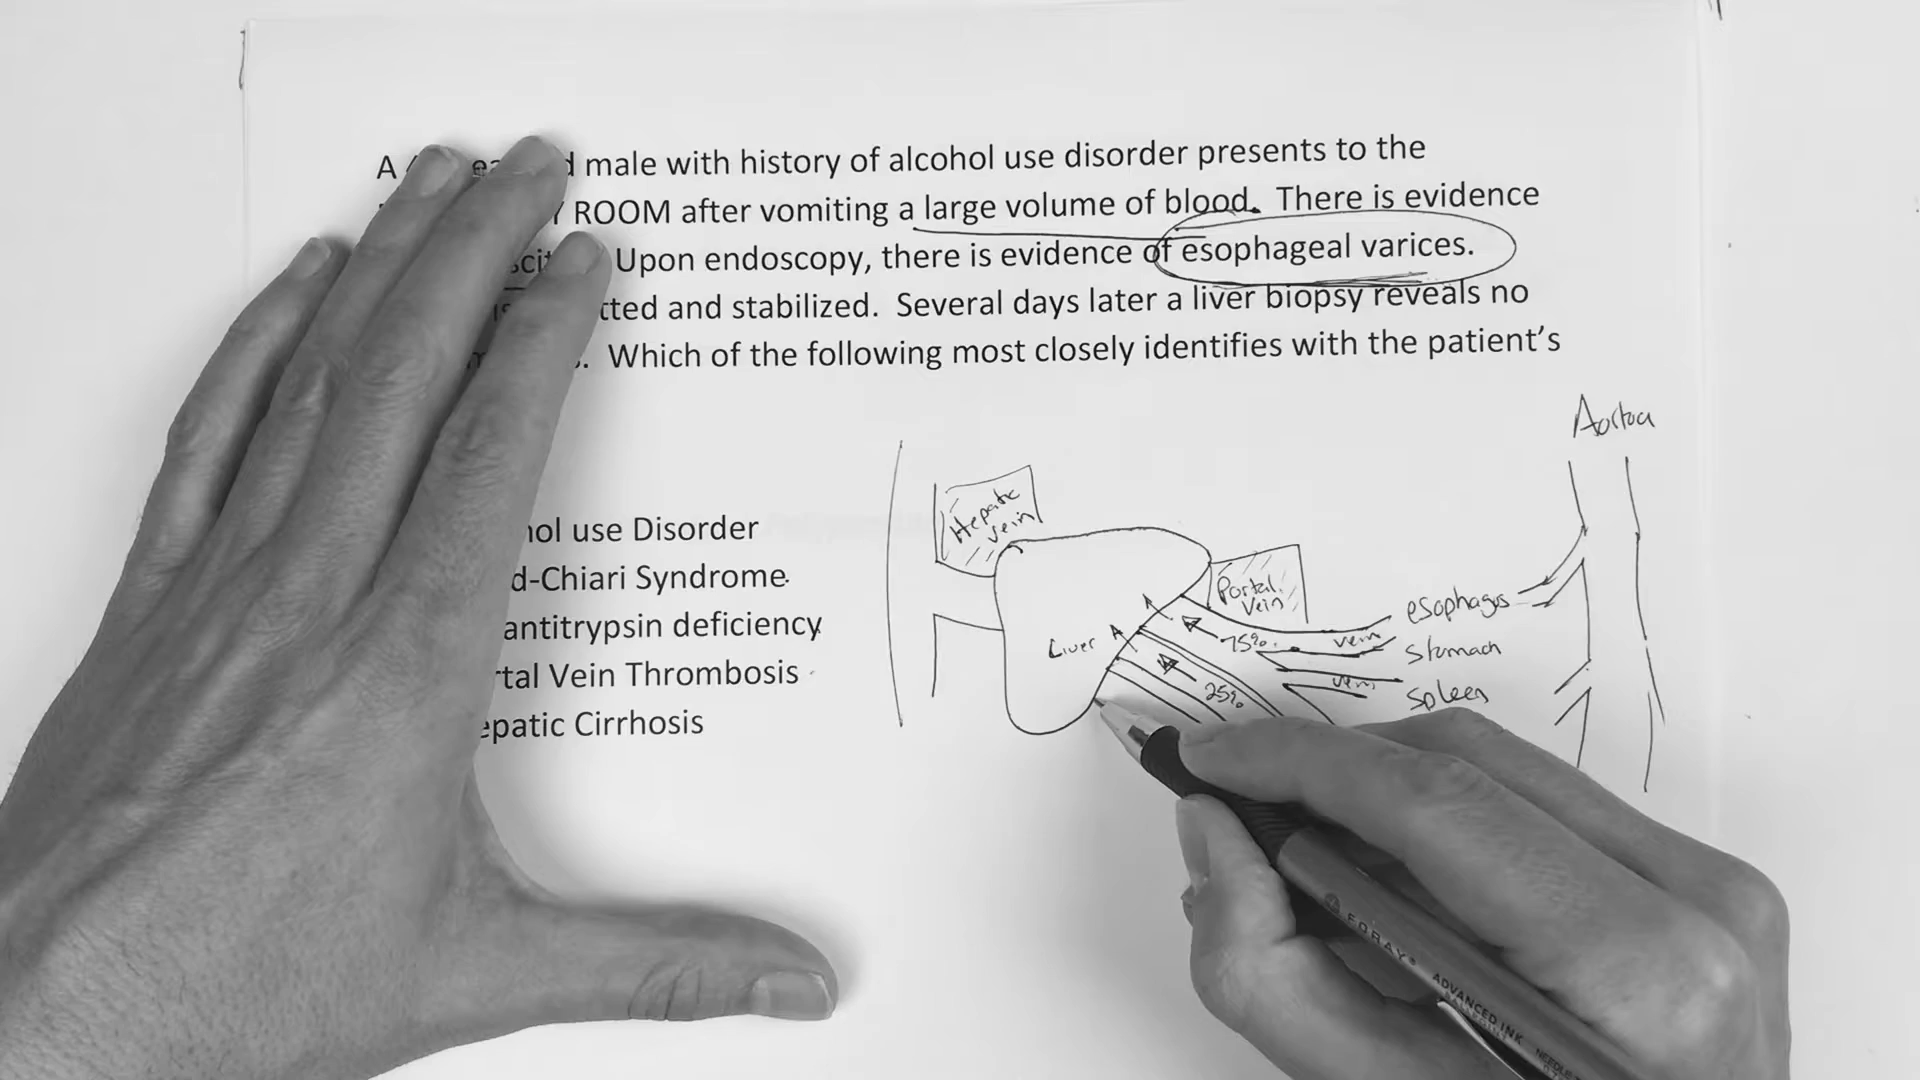 A male with history of alcohol use disorder presents to the
ROOM after vomiting a large volume of blood. There is evidence
Upon endoscopy, there is evidence of esophageal varices.
tted and stabilized. Several days later a liver biopsy reveals no
Which of the following most closely identifies with the patient's
Aorta
Hepatic
vein
hol use Disorder
d-Chiari Syndrome
Portal
Vein
antitrypsin deficiency
esophagus
Liver
75%
vein
Stomach
rtal Vein Thrombosis
25%
vein
Spleen
epatic Cirrhosis
FORAY
ADVANCED INK